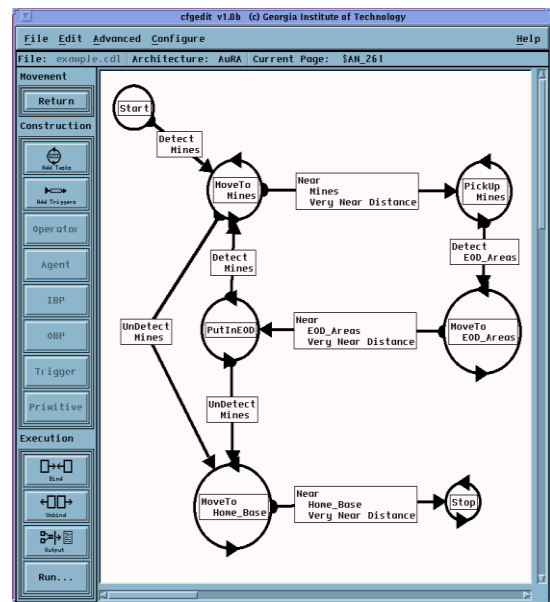 cfgedit v1.0b (c) Georgia Institute of Technology
File Edit Advanced Configure Help
File: example.cdl Architecture: AuRA Current Page: $AN_261
Movement
Return
Construction
Add Tasks
Add Triggers
Operator
Agent
IBP
OBP
Trigger
Primitive
Execution
Bind
Unbind
Output
Run...
Start
Detect
Mines
MoveTo
Mines
Near
Mines
Very Near Distance
PickUp
Mines
Detect
EOD_Areas
Detect
Mines
UnDetect
Mines
PutInEOD
Near
EOD_Areas
Very Near Distance
MoveTo
EOD_Areas
UnDetect
Mines
MoveTo
Home_Base
Near
Home_Base
Very Near Distance
Stop